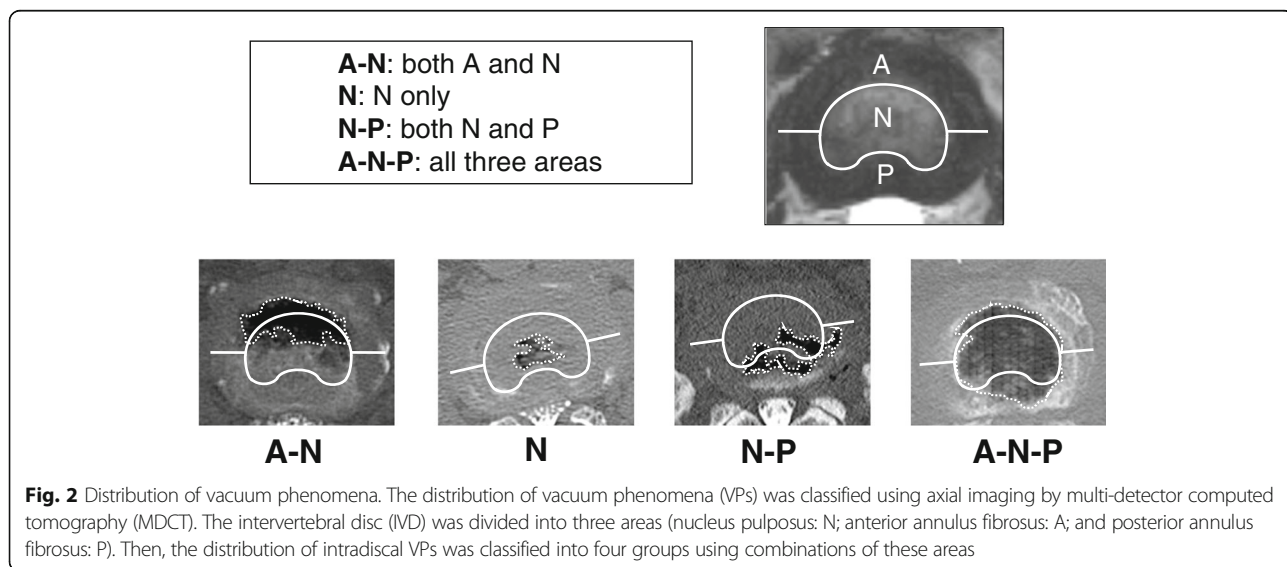 A-N: both A and N
N: N only
N-P: both N and P
A-N-P: all three areas
A
N
P
A-N N N-P A-N-P
Fig. 2 Distribution of vacuum phenomena. The distribution of vacuum phenomena (VPs) was classified using axial imaging by multi-detector computed
tomography (MDCT). The intervertebral disc (IVD) was divided into three areas (nucleus pulposus: N; anterior annulus fibrosus: A; and posterior annulus
fibrosus: P). Then, the distribution of intradiscal VPs was classified into four groups using combinations of these areas